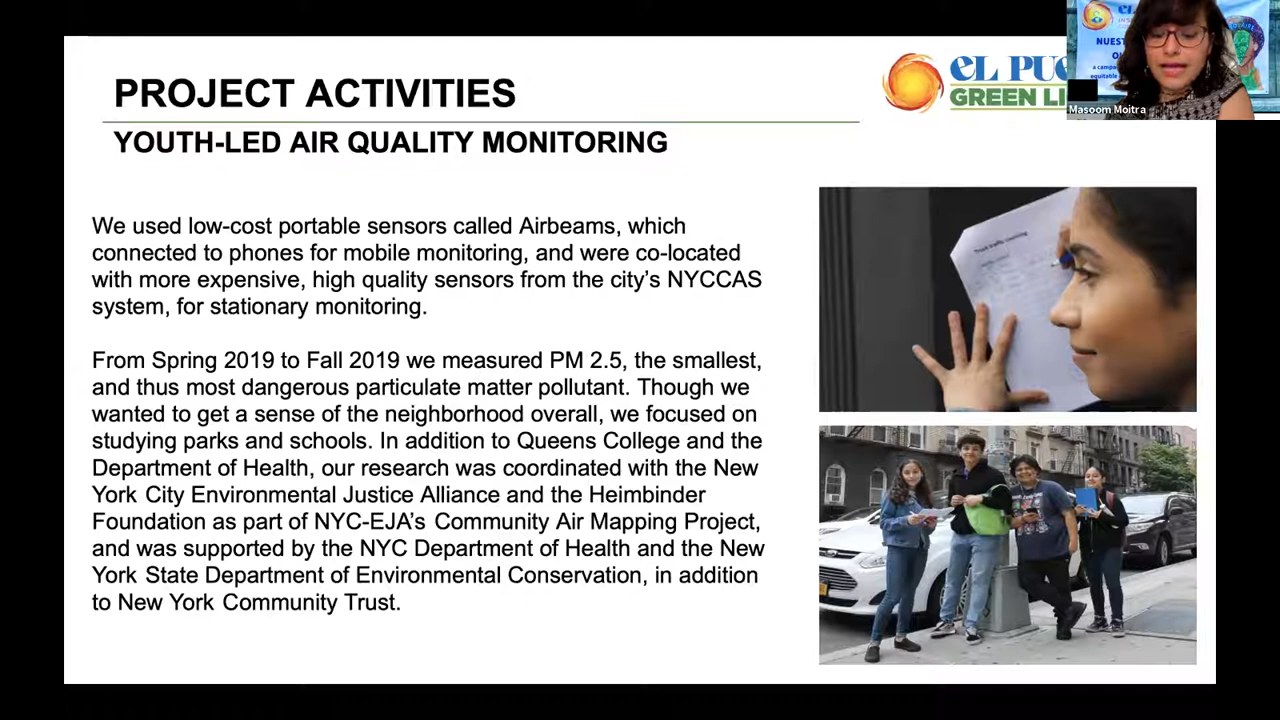 PROJECT ACTIVITIES
YOUTH-LED AIR QUALITY MONITORING
We used low-cost portable sensors called Airbeams, which
connected to phones for mobile monitoring, and were co-located
with more expensive, high quality sensors from the city’s NYCCAS
system, for stationary monitoring.
From Spring 2019 to Fall 2019 we measured PM 2.5, the smallest,
and thus most dangerous particulate matter pollutant. Though we
wanted to get a sense of the neighborhood overall, we focused on
studying parks and schools. In addition to Queens College and the
Department of Health, our research was coordinated with the New
York City Environmental Justice Alliance and the Heimbinder
Foundation as part of NYC-EJA’s Community Air Mapping Project,
and was supported by the NYC Department of Health and the New
York State Department of Environmental Conservation, in addition
to New York Community Trust.
EL PUE
GREEN LI
Masoom Moitra